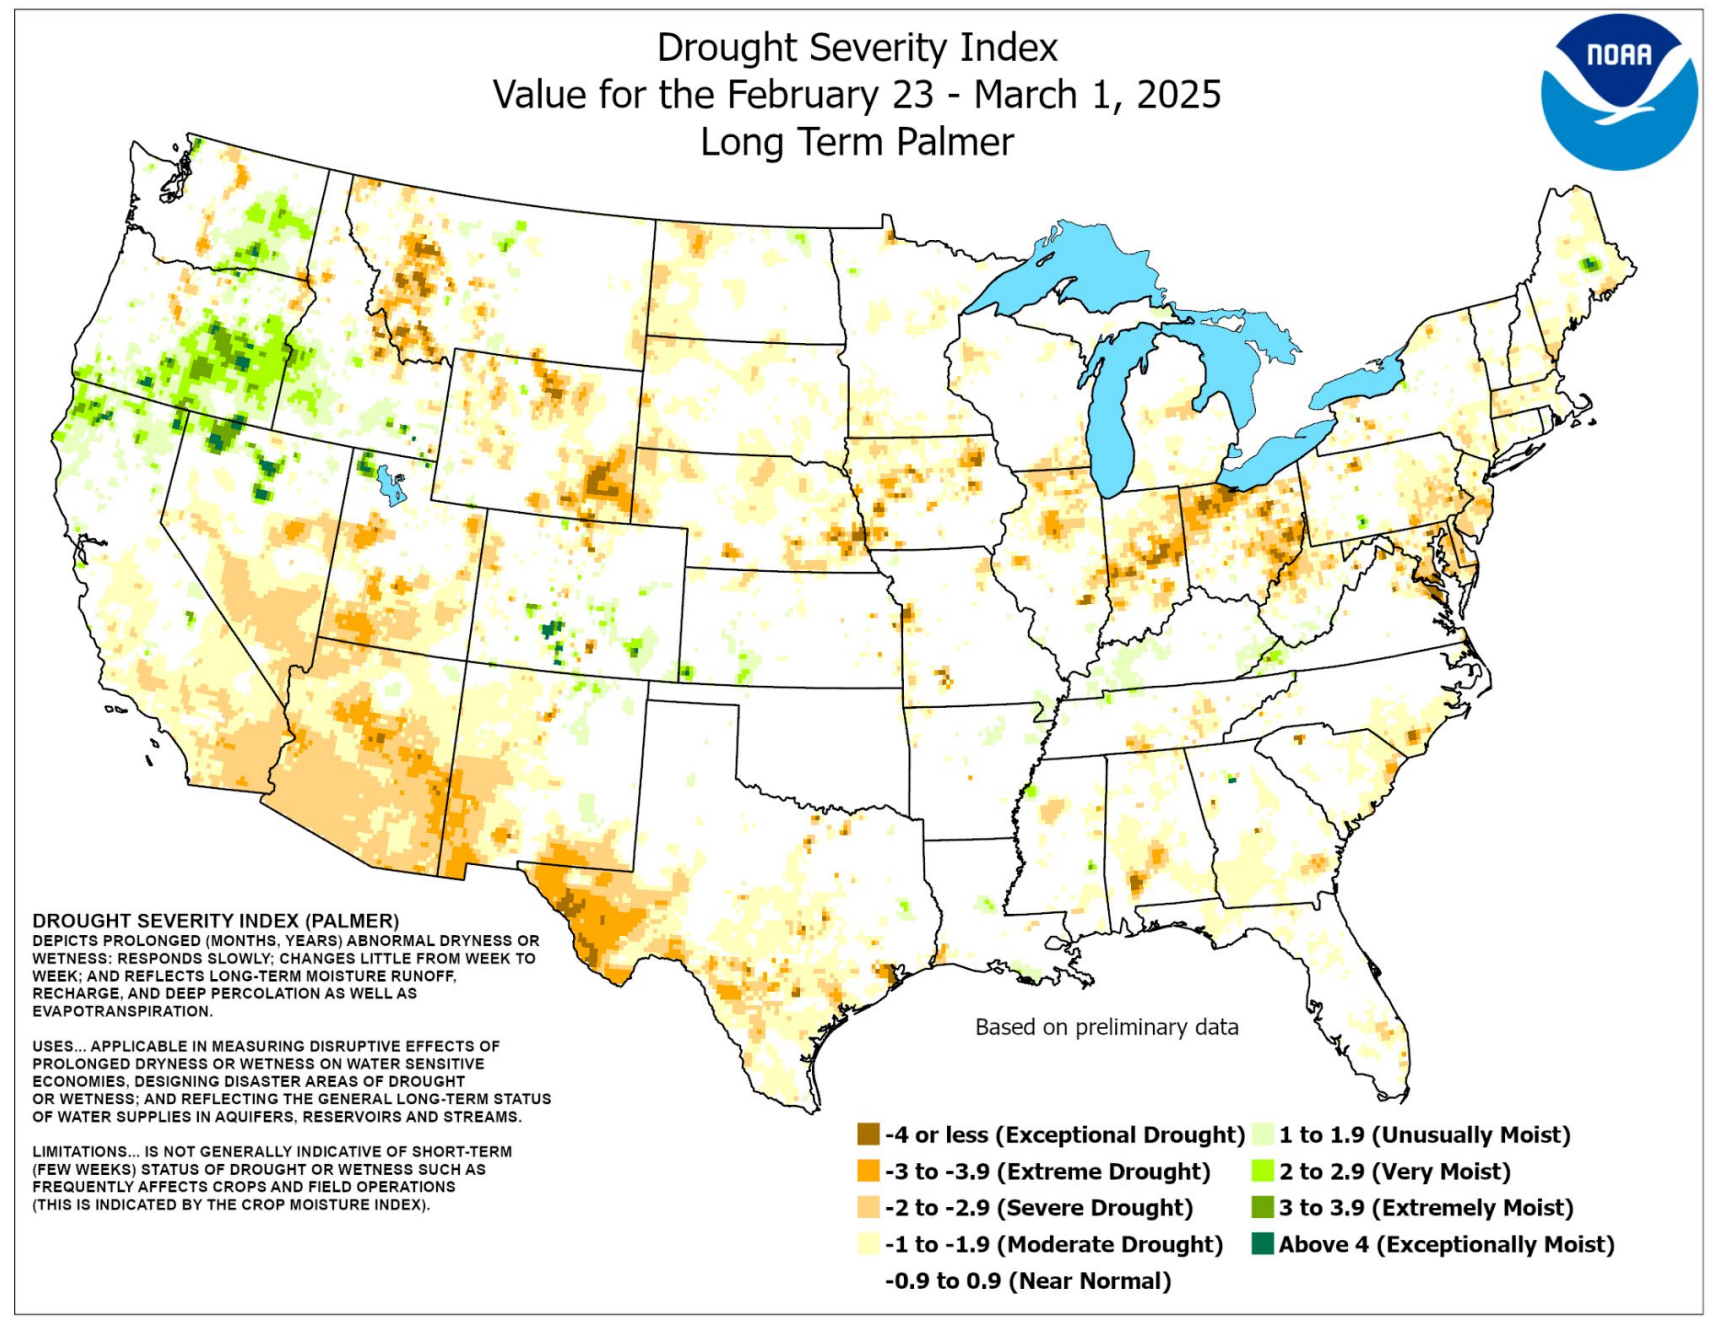 Drought Severity Index
Value for the February 23 - March 1, 2025
Long Term Palmer
NOAA
DROUGHT SEVERITY INDEX (PALMER)
DEPICTS PROLONGED (MONTHS, YEARS) ABNORMAL DRYNESS OR
WETNESS: RESPONDS SLOWLY; CHANGES LITTLE FROM WEEK TO
WEEK; AND REFLECTS LONG-TERM MOISTURE RUNOFF,
RECHARGE, AND DEEP PERCOLATION AS WELL AS
EVAPOTRANSPIRATION.
USES... APPLICABLE IN MEASURING DISRUPTIVE EFFECTS OF
PROLONGED DRYNESS OR WETNESS ON WATER SENSITIVE
ECONOMIES, DESIGNING DISASTER AREAS OF DROUGHT
OR WETNESS; AND REFLECTING THE GENERAL LONG-TERM STATUS
OF WATER SUPPLIES IN AQUIFERS, RESERVOIRS AND STREAMS.
LIMITATIONS... IS NOT GENERALLY INDICATIVE OF SHORT-TERM
(FEW WEEKS) STATUS OF DROUGHT OR WETNESS SUCH AS
FREQUENTLY AFFECTS CROPS AND FIELD OPERATIONS
(THIS IS INDICATED BY THE CROP MOISTURE INDEX).
Based on preliminary data
-4 or less (Exceptional Drought)
-3 to -3.9 (Extreme Drought)
-2 to -2.9 (Severe Drought)
-1 to -1.9 (Moderate Drought)
-0.9 to 0.9 (Near Normal)
1 to 1.9 (Unusually Moist)
2 to 2.9 (Very Moist)
3 to 3.9 (Extremely Moist)
Above 4 (Exceptionally Moist)